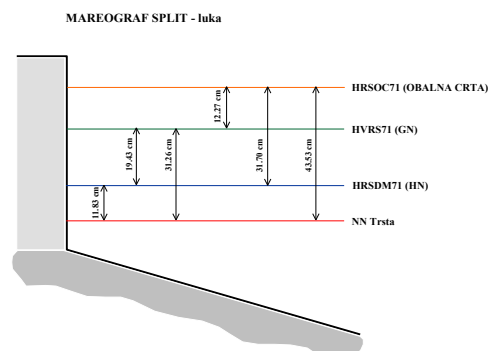 MAREOGRAF SPLIT - luka
HRSOC71 (OBALNA CRTA)
12.27 cm
HVRS71 (GN)
19.43 cm
31.26 cm
31.70 cm
43.53 cm
HRSDM71 (HN)
11.83 cm
NN Trsta